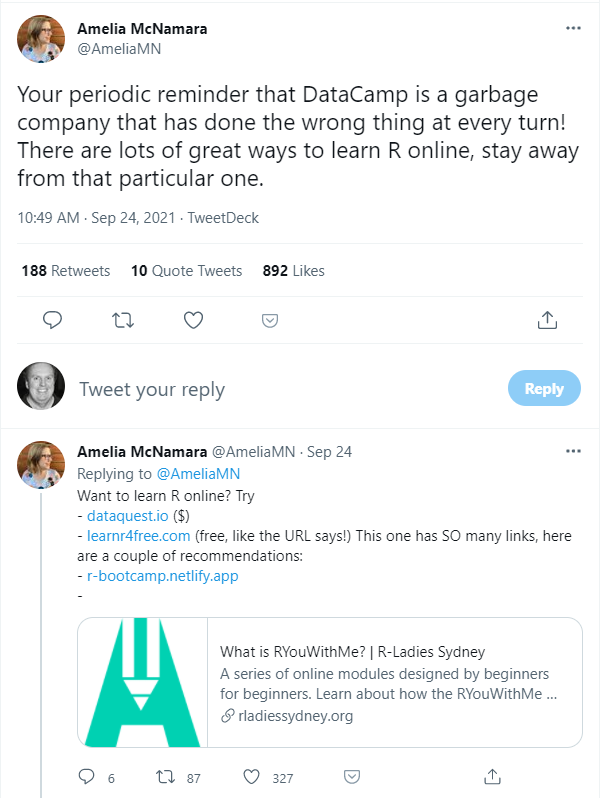 Amelia McNamara
@AmeliaMN
Your periodic reminder that DataCamp is a garbage
company that has done the wrong thing at every turn!
There are lots of great ways to learn R online, stay away
from that particular one.
10:49 AM · Sep 24, 2021 · TweetDeck
188 Retweets 10 Quote Tweets 892 Likes
Tweet your reply
Reply
Amelia McNamara @AmeliaMN · Sep 24
Replying to @AmeliaMN
Want to learn R online? Try
- dataquest.io ($)
- learnr4free.com (free, like the URL says!) This one has SO many links, here
are a couple of recommendations:
- r-bootcamp.netlify.app
-
What is RYouWithMe? | R-Ladies Sydney
A series of online modules designed by beginners
for beginners. Learn about how the RYouWithMe ...
rladiessydney.org
6 87 327